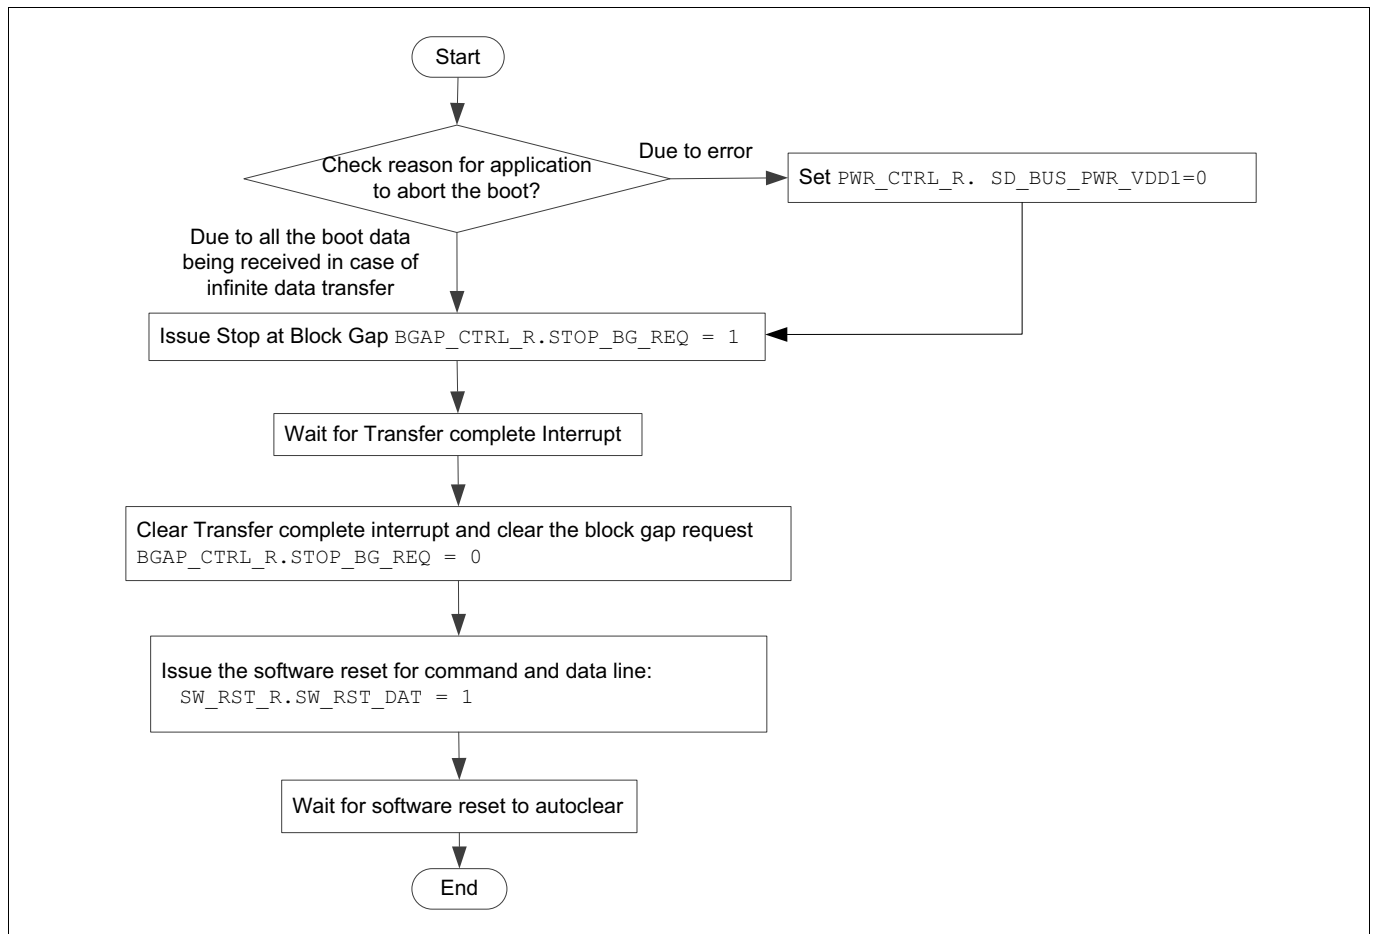 Start
Check reason for application
to abort the boot?
Due to error
Set PWR_CTRL_R. SD_BUS_PWR_VDD1=0
Due to all the boot data
being received in case of
infinite data transfer
Issue Stop at Block Gap BGAP_CTRL_R.STOP_BG_REQ = 1
Wait for Transfer complete Interrupt
Clear Transfer complete interrupt and clear the block gap request
BGAP_CTRL_R.STOP_BG_REQ = 0
Issue the software reset for command and data line:
SW_RST_R.SW_RST_DAT = 1
Wait for software reset to autoclear
End